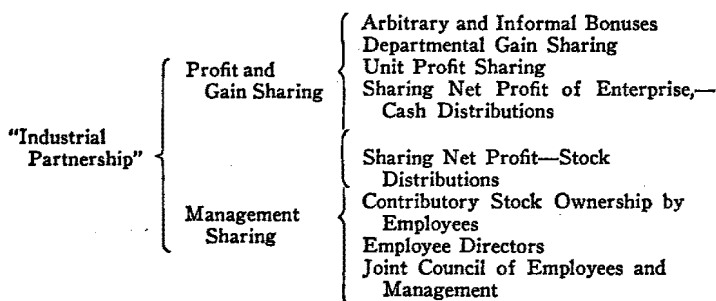 "Industrial
Partnership"
Profit and
Gain Sharing
Arbitrary and Informal Bonuses
Departmental Gain Sharing
Unit Profit Sharing
Sharing Net Profit of Enterprise,—
Cash Distributions
Sharing Net Profit—Stock
Distributions
Management
Sharing
Contributory Stock Ownership by
Employees
Employee Directors
Joint Council of Employees and
Management